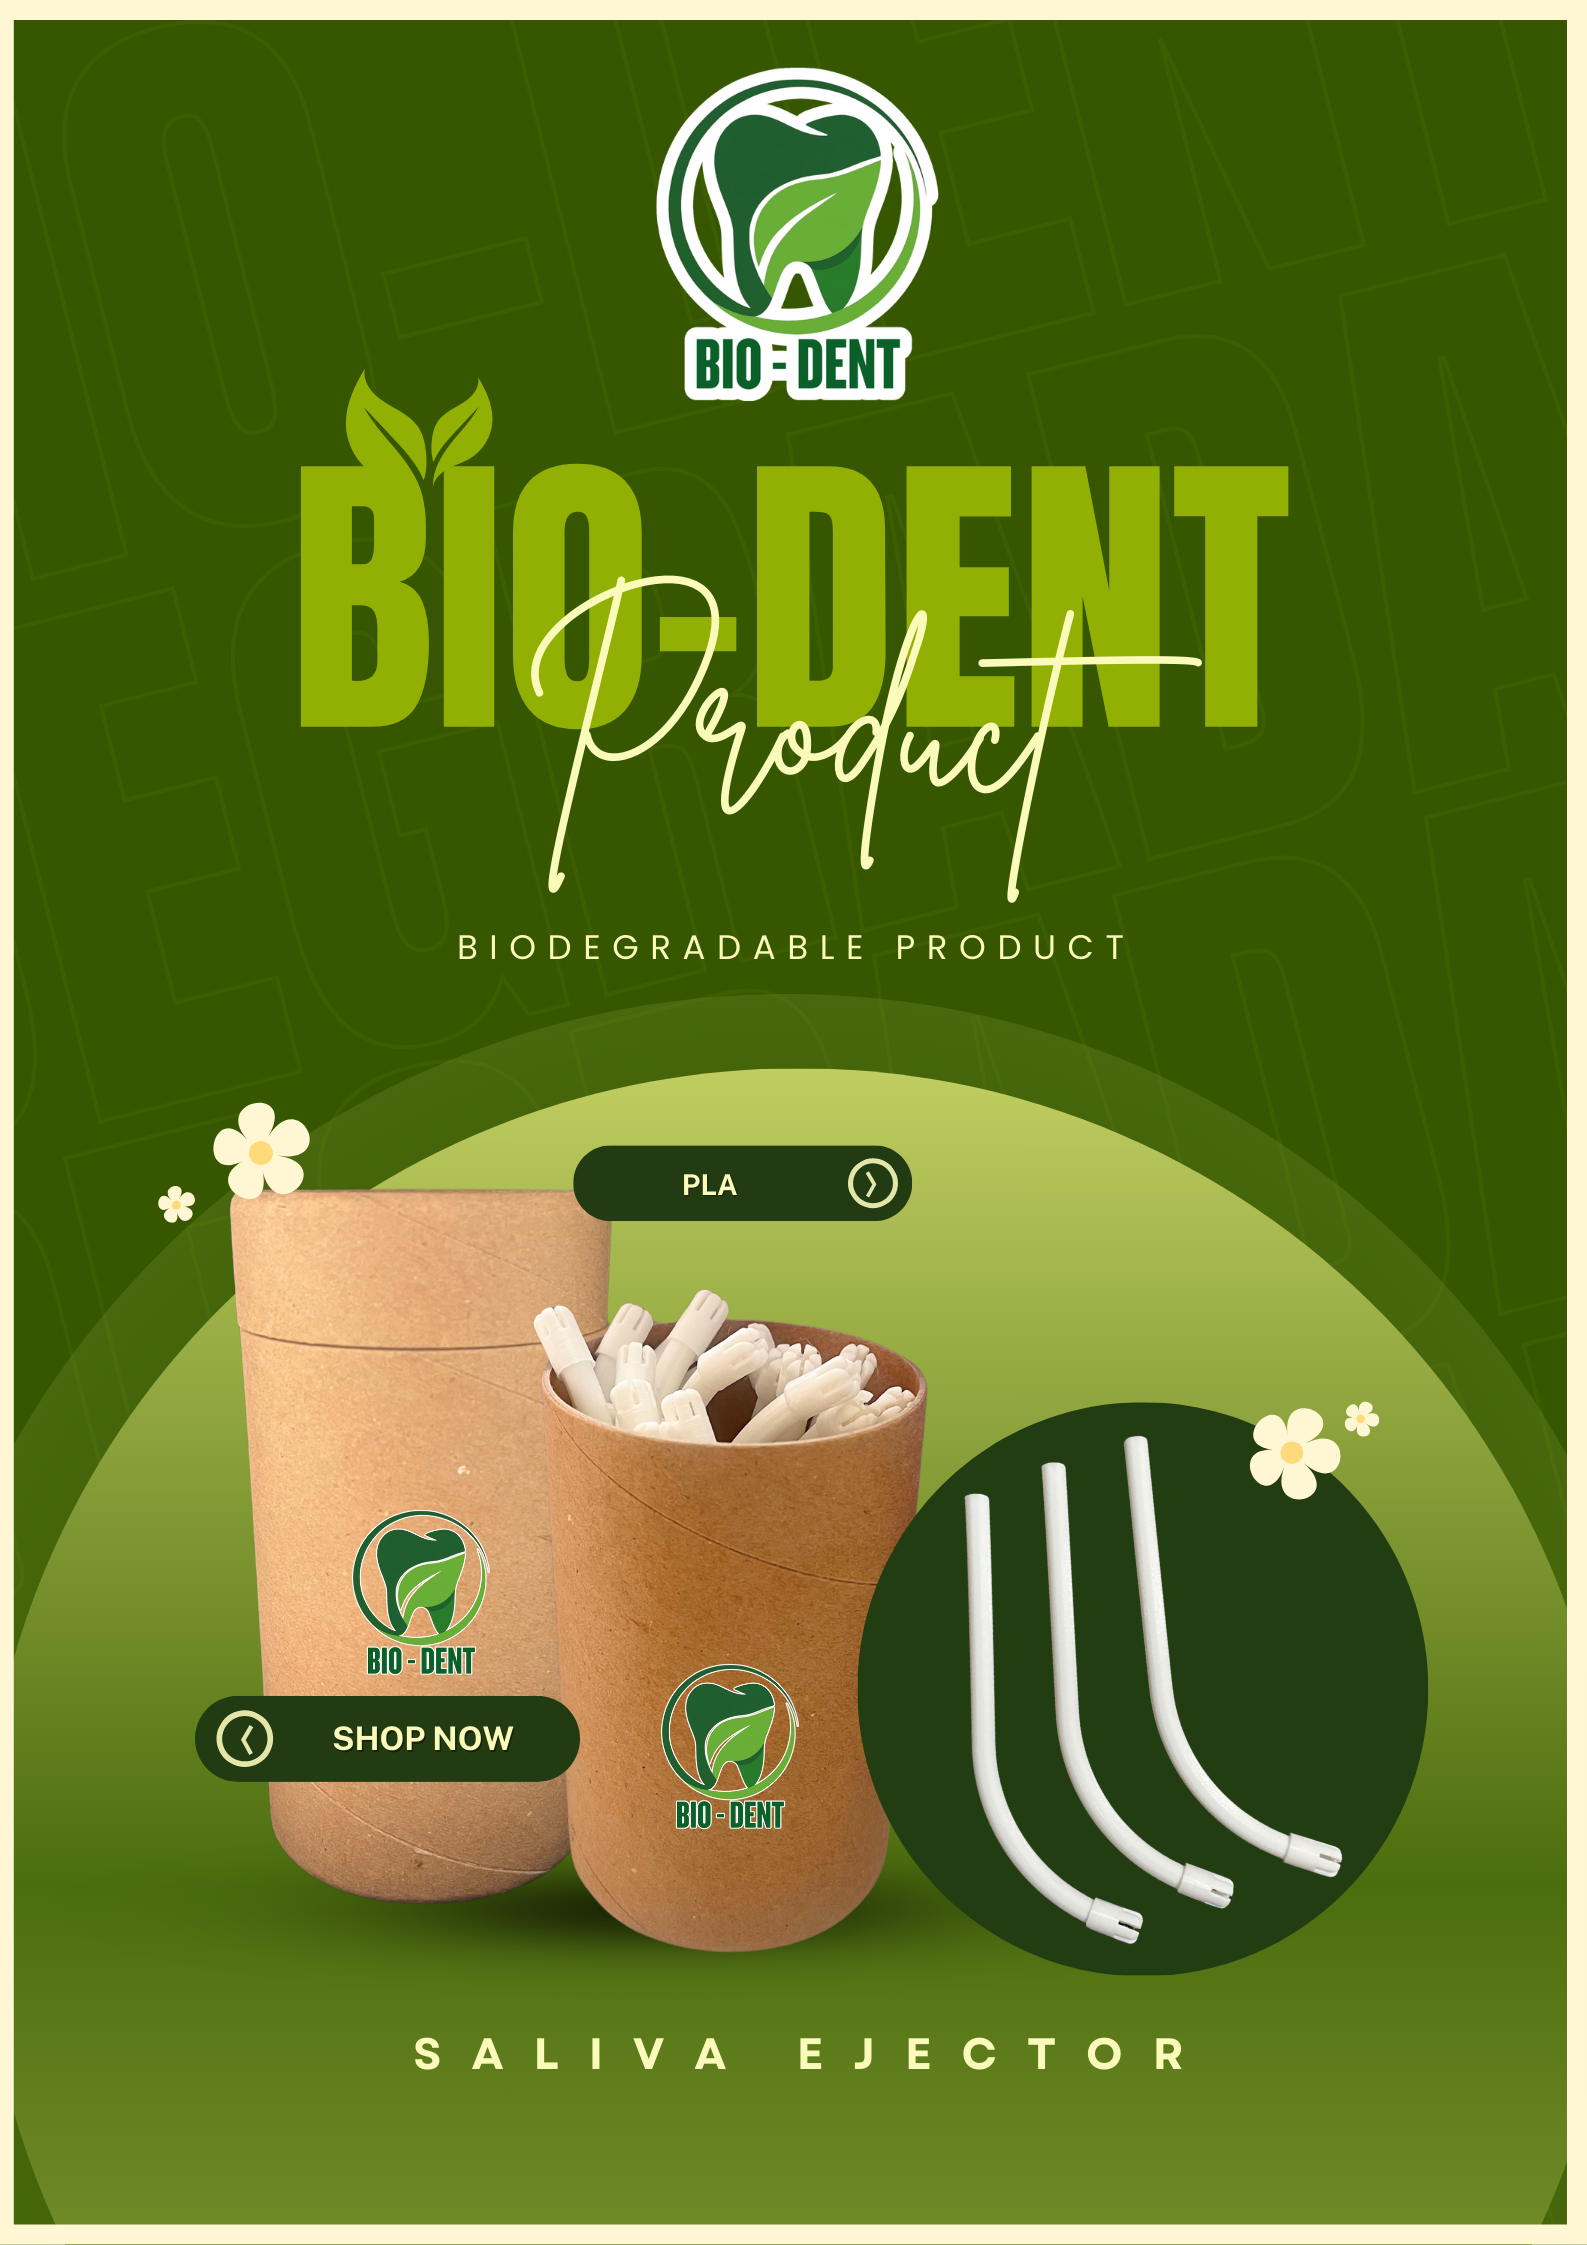 BIO - DENT
BIO-DENT
Product
BIODEGRADABLE PRODUCT
PLA
BIO - DENT
SHOP NOW
BIO - DENT
SALIVA EJECTOR